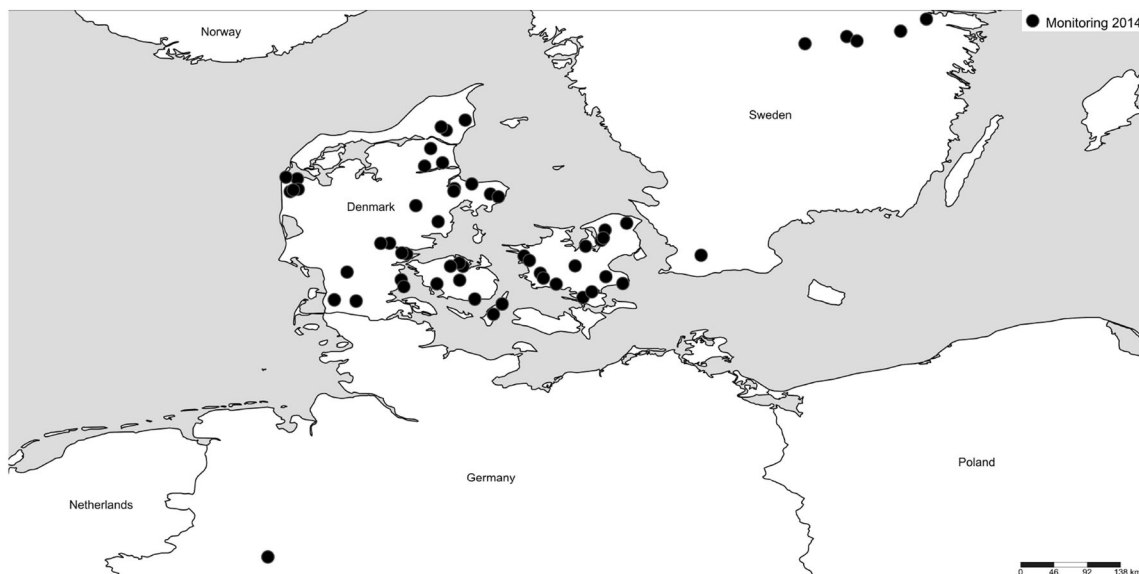 Norway
Monitoring 2014
Sweden
Denmark
Poland
Germany
Netherlands
0 46 92 138 km